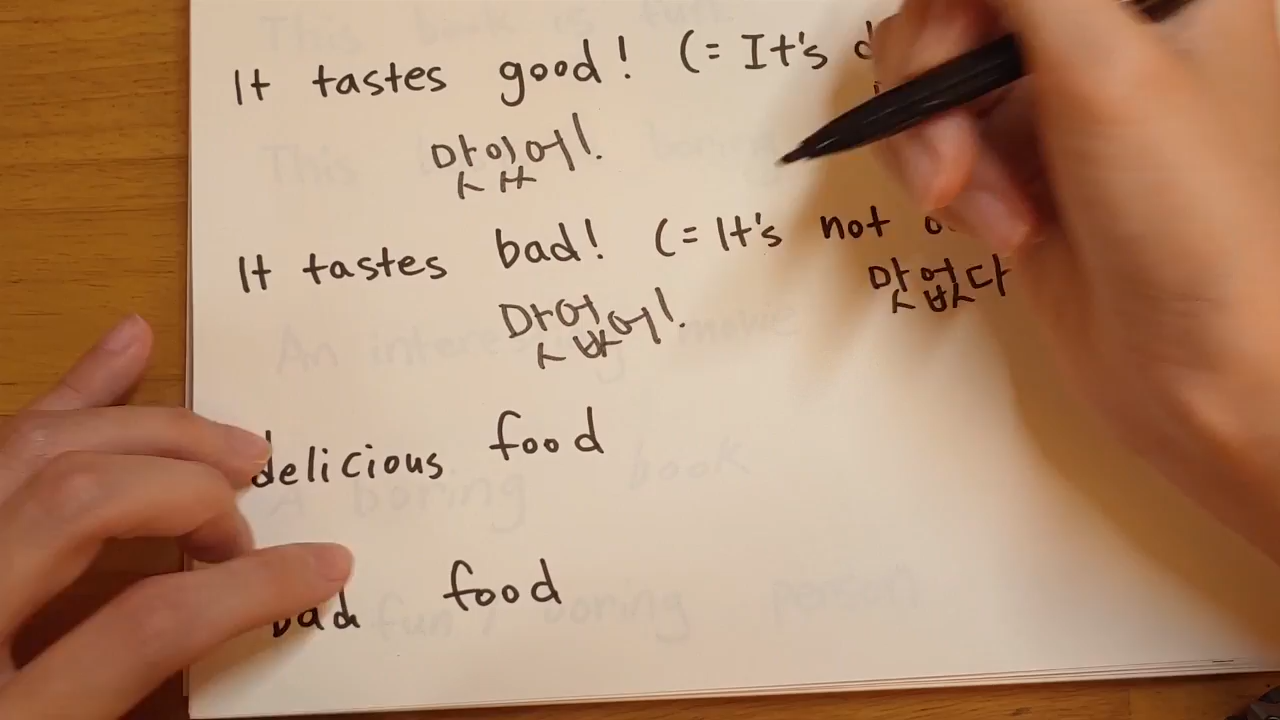 It tastes good! (= It's
맛있어!
It tastes bad! (= It's not
맛없다
맛없어!
delicious food
bad food